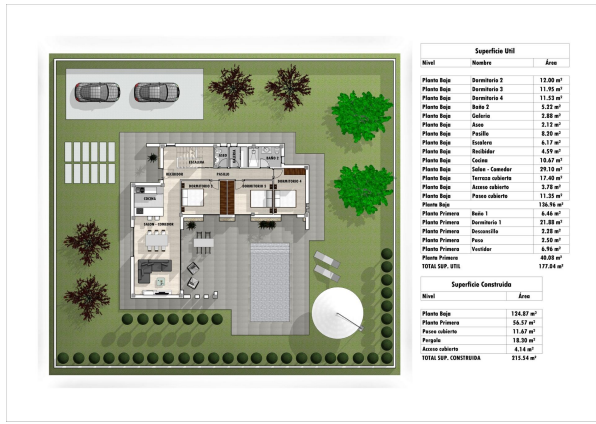 ESCALERA
ASEO
GALERIA
BAÑO 2
RECIBIDOR
PASILLO
DORMITORIO 4
DORMITORIO 2
DORMITORIO 3
COCINA
SALON - COMEDOR
Superficie Util
Nivel Nombre Área
Planta Baja Dormitorio 2 12.00 m²
Planta Baja Dormitorio 3 11.95 m²
Planta Baja Dormitorio 4 11.53 m²
Planta Baja Baño 2 5.22 m²
Planta Baja Galeria 2.88 m²
Planta Baja Aseo 2.12 m²
Planta Baja Pasillo 8.20 m²
Planta Baja Escalera 6.17 m²
Planta Baja Recibidor 4.59 m²
Planta Baja Cocina 10.67 m²
Planta Baja Salon - Comedor 29.10 m²
Planta Baja Terraza cubierta 17.40 m²
Planta Baja Acceso cubierto 3.78 m²
Planta Baja Paseo cubierto 11.35 m²
Planta Baja 136.96 m²
Planta Primera Baño 1 6.46 m²
Planta Primera Dormitorio 1 21.88 m²
Planta Primera Descansillo 2.28 m²
Planta Primera Paso 2.50 m²
Planta Primera Vestidor 6.96 m²
Planta Primera 40.08 m²
TOTAL SUP. UTIL 177.04 m²
Superficie Construida
Nivel Área
Planta Baja 124.87 m²
Planta Primera 56.57 m²
Paseo cubierto 11.67 m²
Pergola 18.30 m²
Acceso cubierto 4.14 m²
TOTAL SUP. CONSTRUIDA 215.54 m²